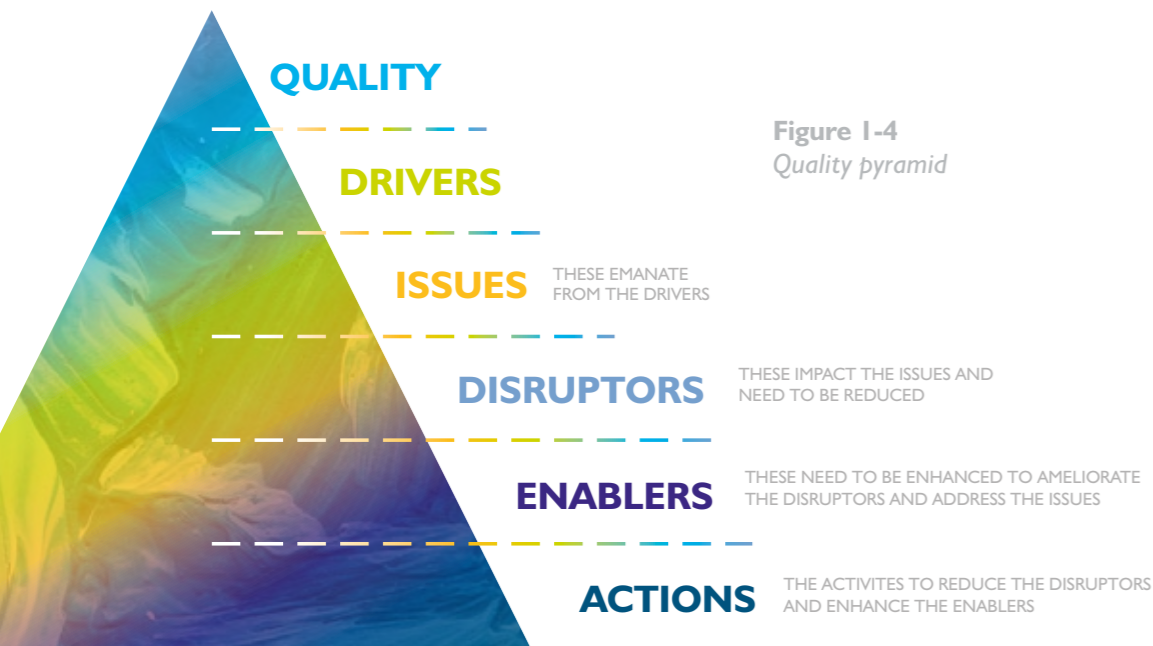 QUALITY
Figure 1-4
Quality pyramid
DRIVERS
ISSUES
THESE EMANATE
FROM THE DRIVERS
DISRUPTORS
THESE IMPACT THE ISSUES AND
NEED TO BE REDUCED
ENABLERS
THESE NEED TO BE ENHANCED TO AMELIORATE
THE DISRUPTORS AND ADDRESS THE ISSUES
ACTIONS
THE ACTIVITES TO REDUCE THE DISRUPTORS
AND ENHANCE THE ENABLERS